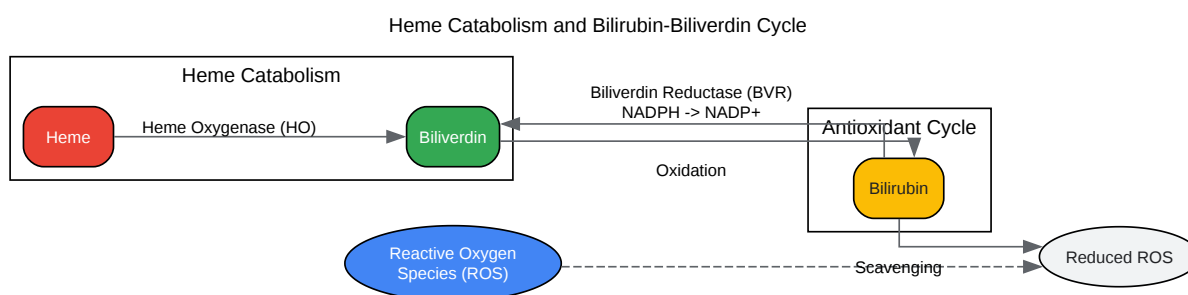 Heme Catabolism and Bilirubin-Biliverdin Cycle
Heme Catabolism
Heme
Heme Oxygenase (HO)
Biliverdin
Biliverdin Reductase (BVR)
NADPH -> NADP+
Oxidation
Antioxidant Cycle
Bilirubin
Reactive Oxygen
Species (ROS)
Scavenging
Reduced ROS